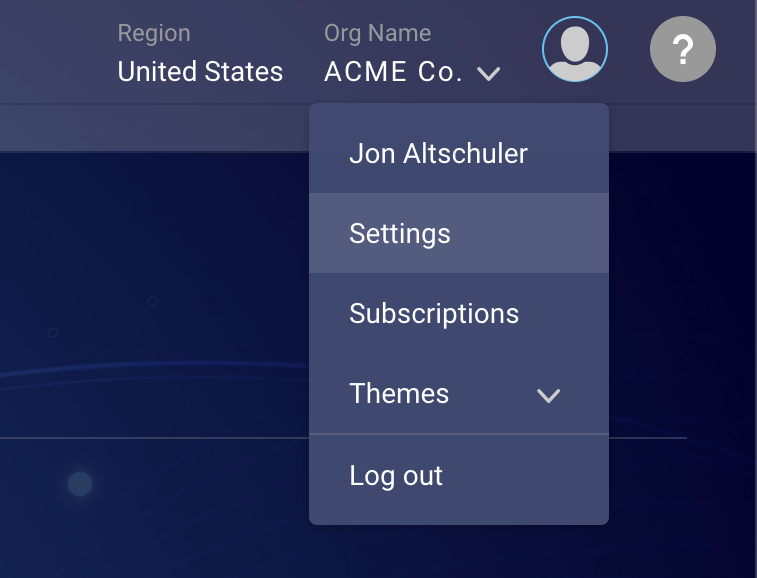 Region
Org Name
United States
ACME Co.
?
Jon Altschuler
Settings
Subscriptions
Themes
Log out